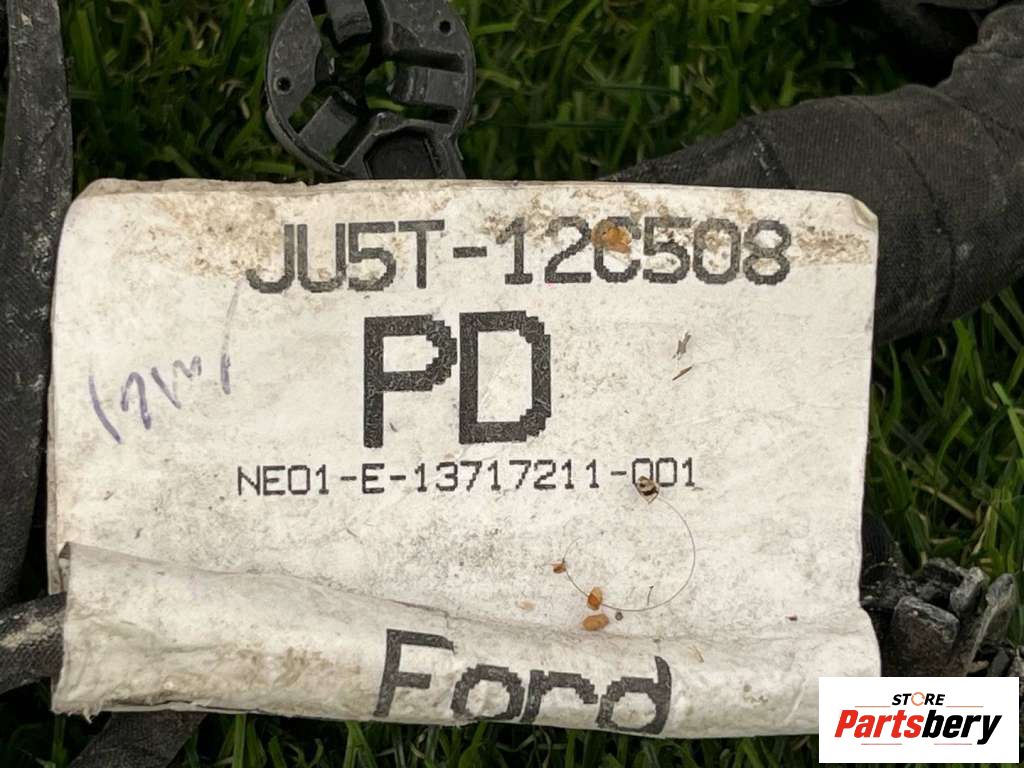 JU5T-12C508
PD
NE01-E-13717211-001
Ford
STORE
Partsbery